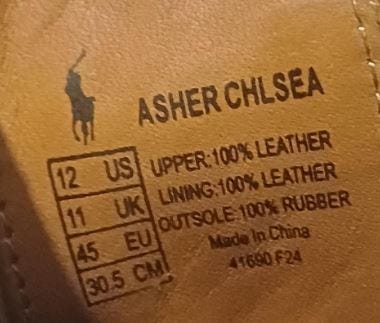 ASHER CHLSEA
12 US
11 UK
45 EU
30.5 CM
UPPER:100% LEATHER
LINING:100% LEATHER
OUTSOLE:100% RUBBER
Made In China
41690 F24